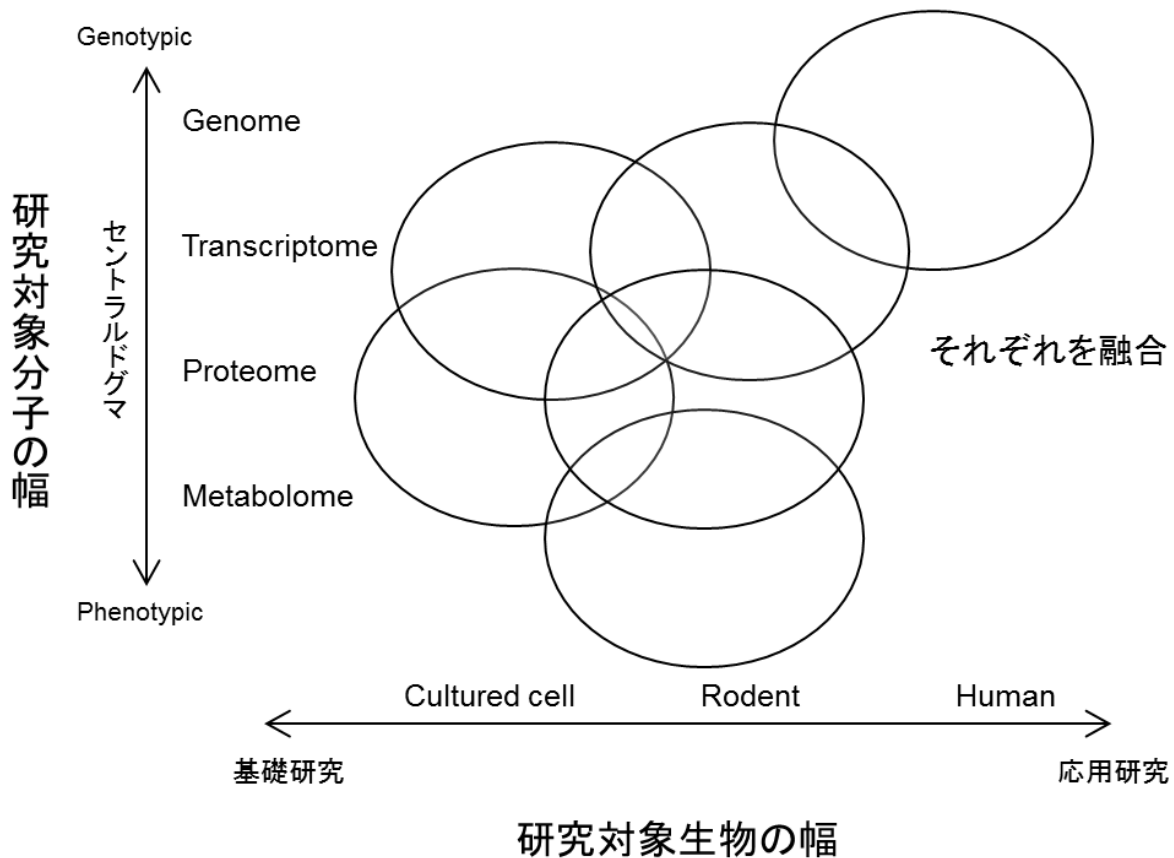 Genotypic
Genome
Transcriptome
Proteome
Metabolome
Phenotypic
研究対象分子の幅
セントラルドグマ
それぞれを融合
Cultured cell
Rodent
Human
基礎研究
応用研究
研究対象生物の幅